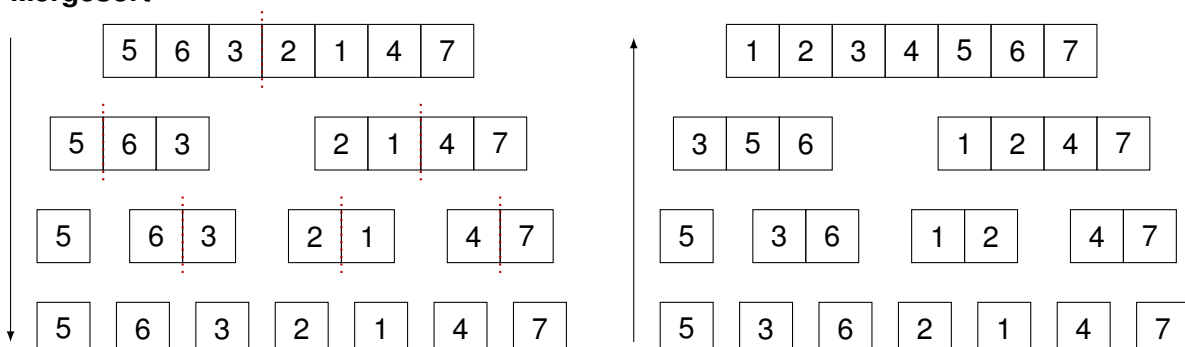 Mergesort
5 6 3 2 1 4 7
1 2 3 4 5 6 7
5 6 3
2 1 4 7
3 5 6
1 2 4 7
5
6 3
2 1
4 7
5
3 6
1 2
4 7
5 6 3 2 1 4 7
5 3 6 2 1 4 7